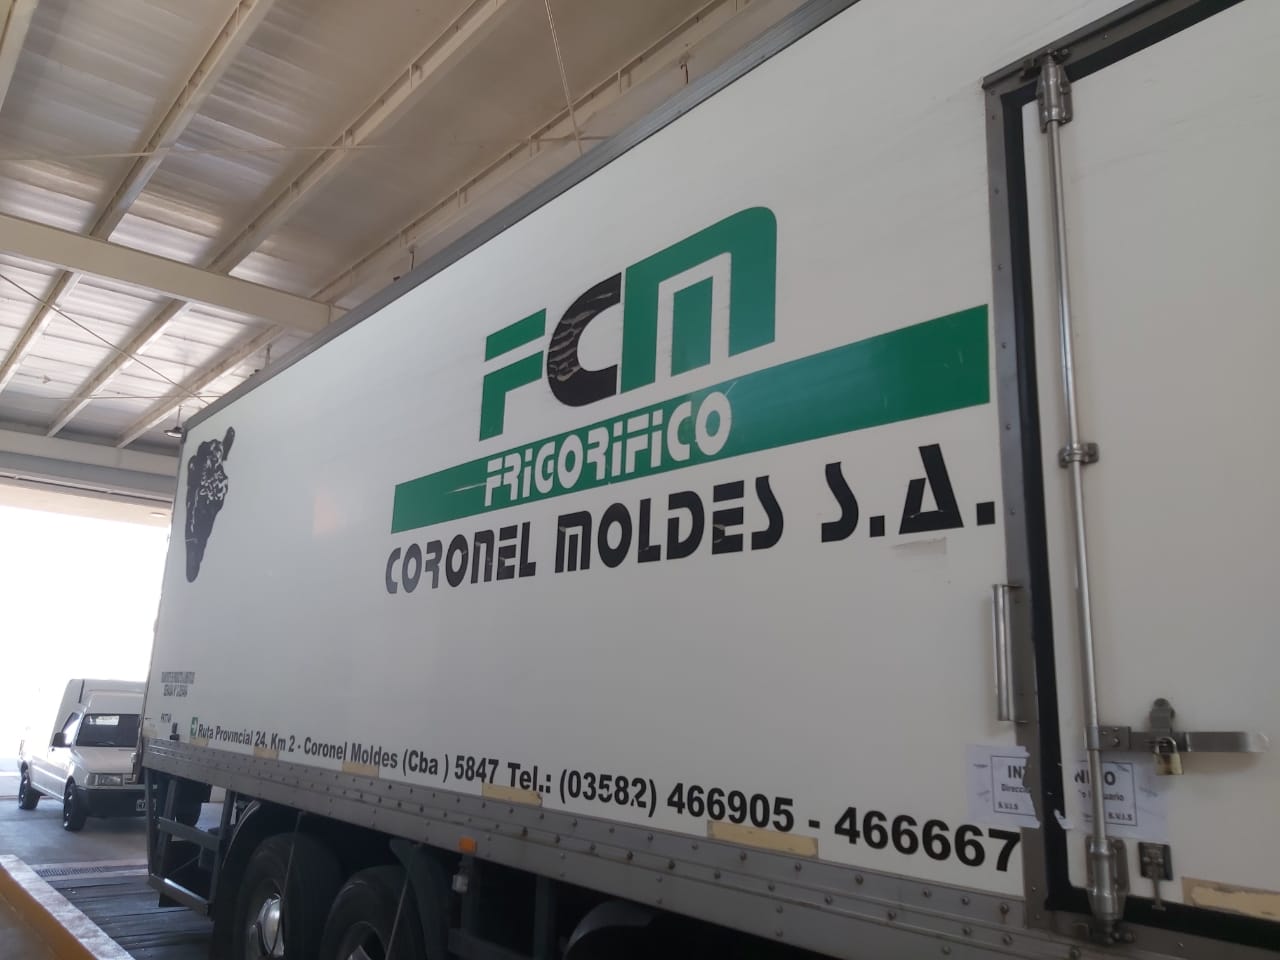 FCM
FRIGORIFICO
CORONEL MOLDES S.A.
Ruta Provincial 24, Km 2 - Coronel Moldes (Cba ) 5847 Tel.: (03582) 466905 - 466667
S.V.I.S
S.V.I.S